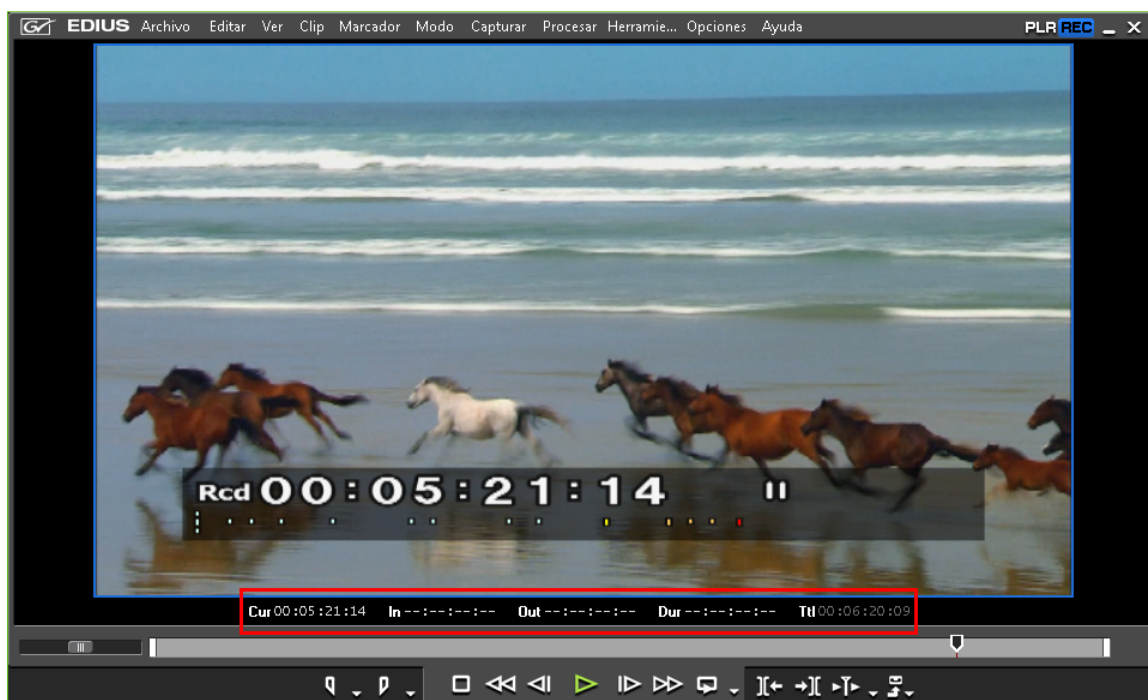 GV EDIUS Archivo Editar Ver Clip Marcador Modo Capturar Procesar Herramie... Opciones Ayuda PLR REC
Rcd 00:05:21:14
Cur 00:05:21:14 In --:--:--:-- Out --:--:--:-- Dur --:--:--:-- Ttl 00:06:20:09